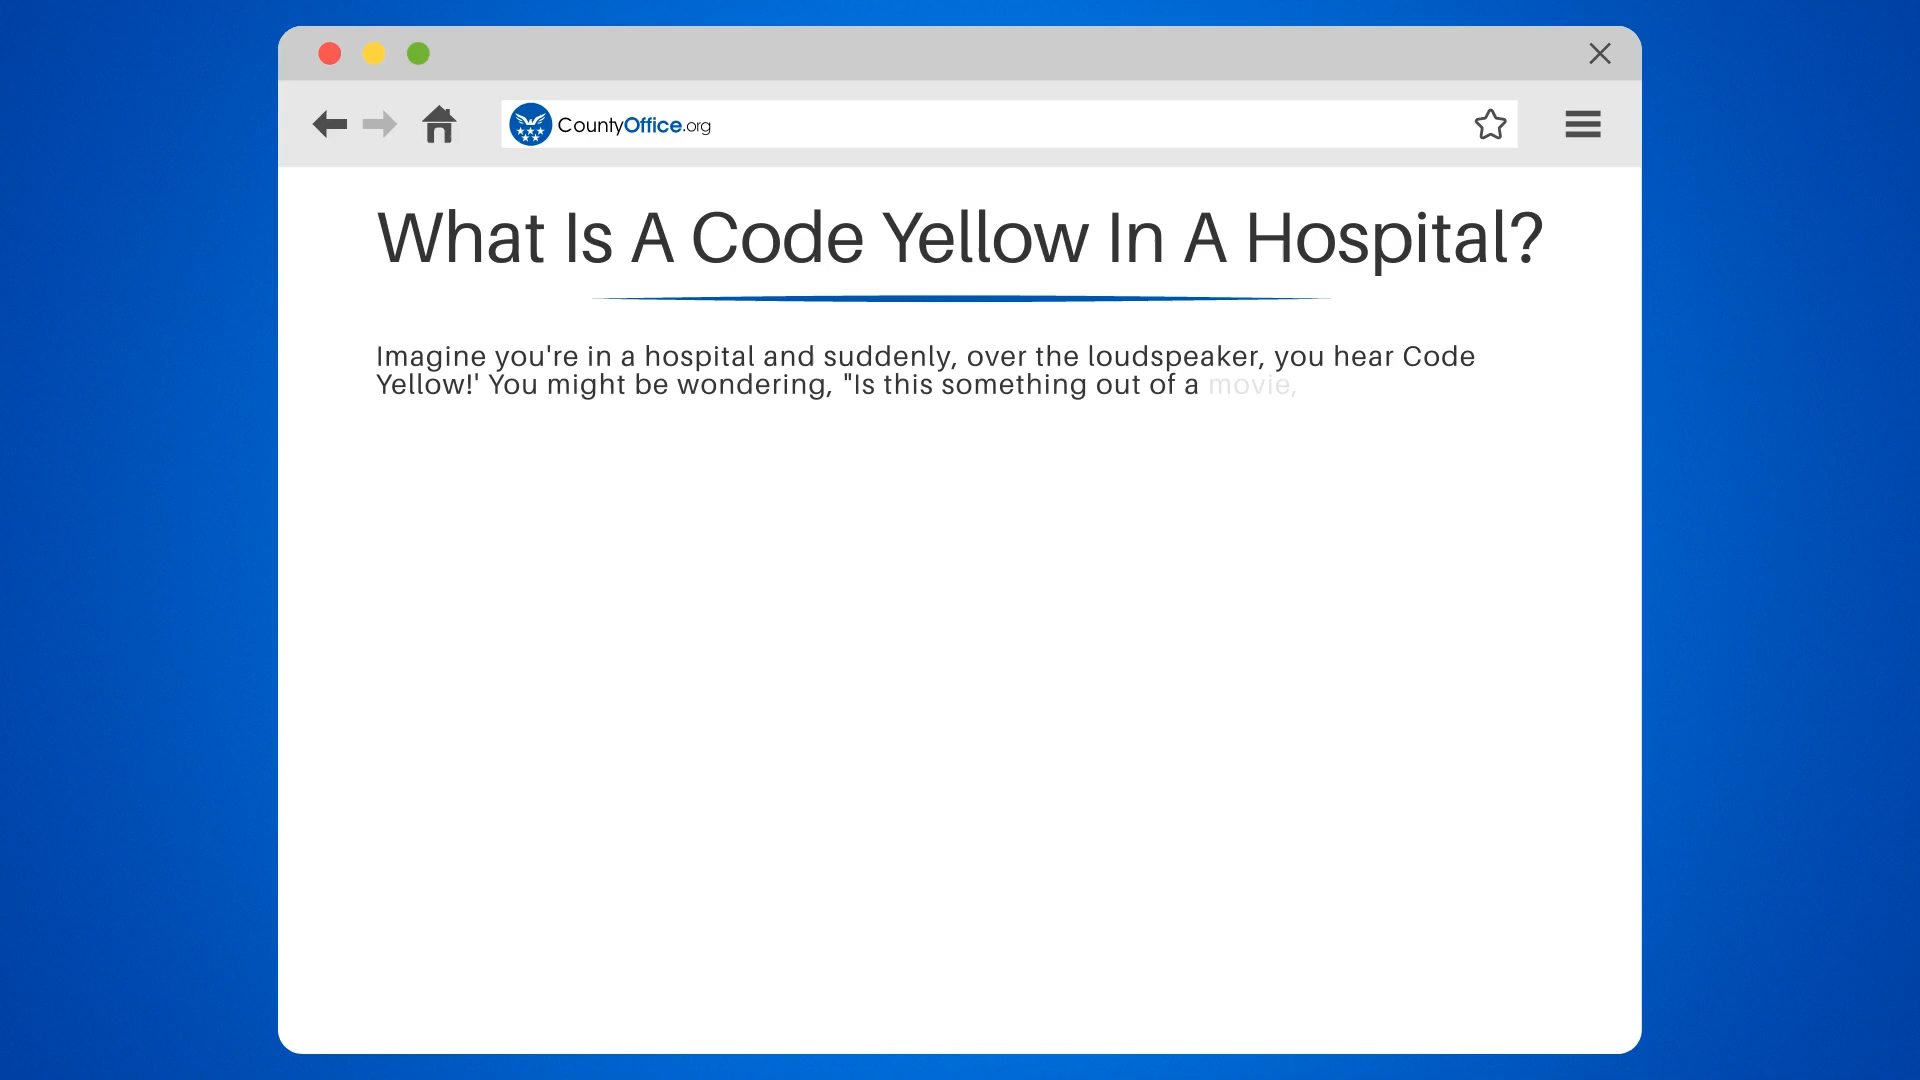 CountyOffice.org
What Is A Code Yellow In A Hospital?
Imagine you're in a hospital and suddenly, over the loudspeaker, you hear Code
Yellow!' You might be wondering, "Is this something out of a movie,